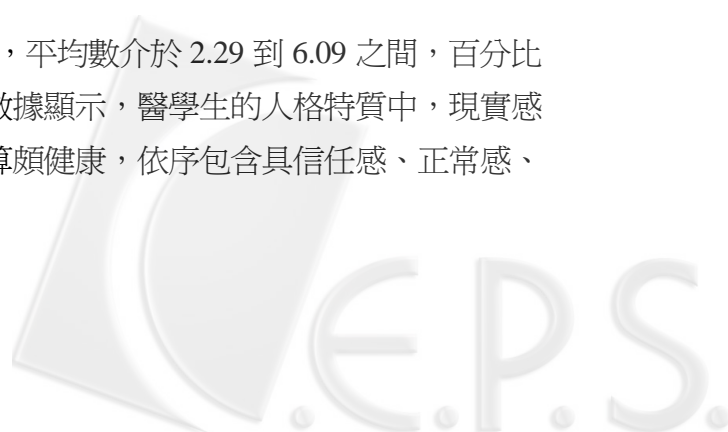 ，平均數介於 2.29 到 6.09 之間，百分比
數據顯示，醫學生的人格特質中，現實感
算頗健康，依序包含具信任感、正常感、
C.E.P.S.